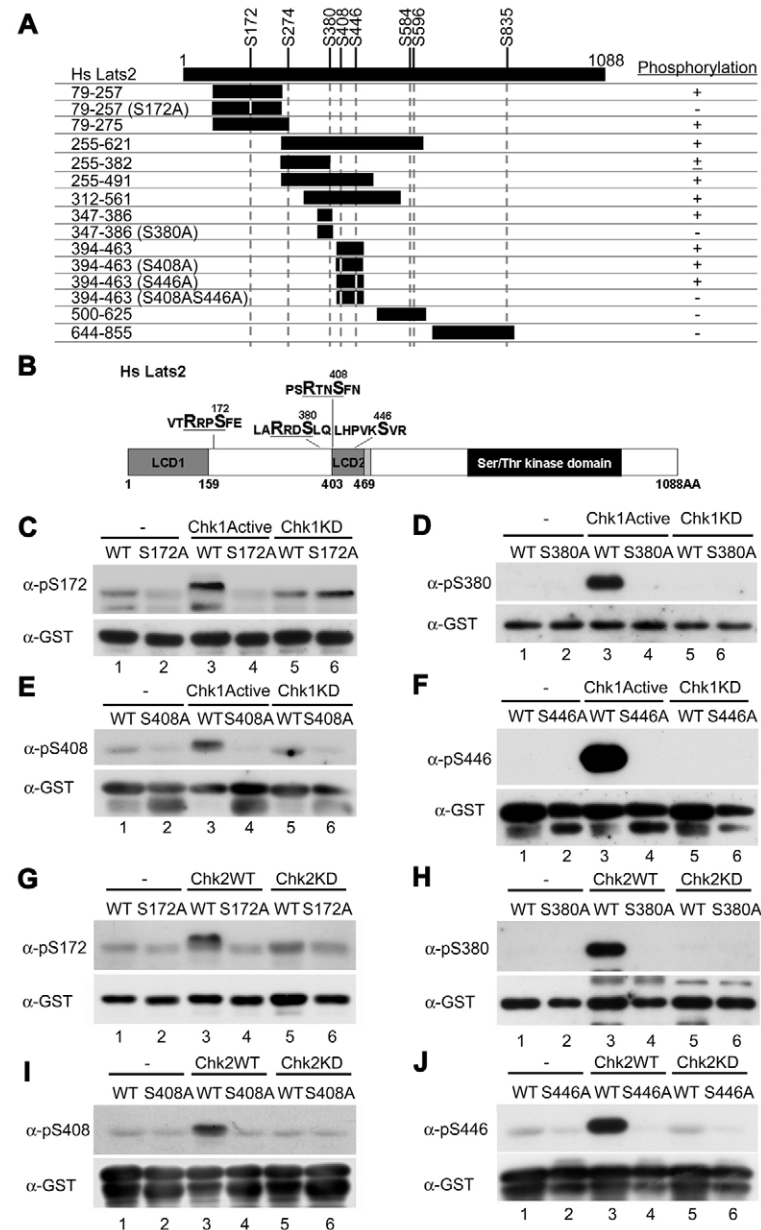 A
S172
S274
S380
S408
S446
S584
S596
S835
1
1088
Hs Lats2
Phosphorylation
79-257 +
79-257 (S172A) -
79-275 +
255-621 +
255-382 ±
255-491 +
312-561 +
347-386 +
347-386 (S380A) -
394-463 +
394-463 (S408A) +
394-463 (S446A) +
394-463 (S408AS446A) -
500-625 -
644-855 -
B
Hs Lats2
408
PSRTNSFN
172
VTRRPSFE
380
LARRDSLQ
446
LHPVKSVR
LCD1
LCD2
Ser/Thr kinase domain
1 159 403 469 1088AA
C
- Chk1Active Chk1KD
WT S172A WT S172A WT S172A
α-pS172
α-GST
1 2 3 4 5 6
D
- Chk1Active Chk1KD
WT S380A WT S380A WT S380A
α-pS380
α-GST
1 2 3 4 5 6
E
- Chk1Active Chk1KD
WT S408A WT S408A WT S408A
α-pS408
α-GST
1 2 3 4 5 6
F
- Chk1Active Chk1KD
WT S446A WT S446A WT S446A
α-pS446
α-GST
1 2 3 4 5 6
G
- Chk2WT Chk2KD
WT S172A WT S172A WT S172A
α-pS172
α-GST
1 2 3 4 5 6
H
- Chk2WT Chk2KD
WT S380A WT S380A WT S380A
α-pS380
α-GST
1 2 3 4 5 6
I
- Chk2WT Chk2KD
WT S408A WT S408A WT S408A
α-pS408
α-GST
1 2 3 4 5 6
J
- Chk2WT Chk2KD
WT S446A WT S446A WT S446A
α-pS446
α-GST
1 2 3 4 5 6